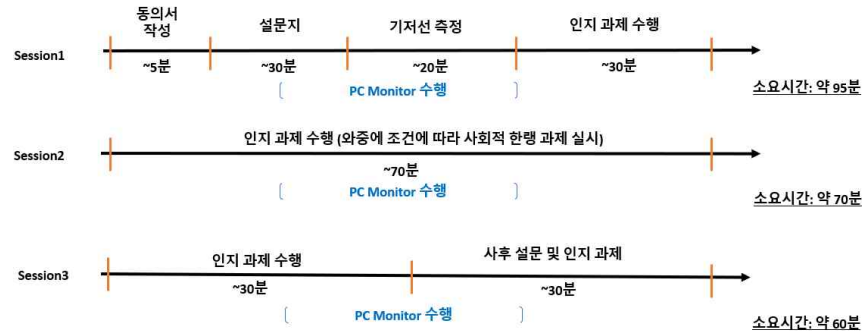 동의서
작성
설문지
기저선 측정
인지 과제 수행
Session1
~5분
~30분
~20분
~30분
[ PC Monitor 수행 ]
소요시간: 약 95분
인지 과제 수행 (와중에 조건에 따라 사회적 한랭 과제 실시)
Session2
~70분
[ PC Monitor 수행 ]
소요시간: 약 70분
인지 과제 수행
사후 설문 및 인지 과제
Session3
~30분
~30분
[ PC Monitor 수행 ]
소요시간: 약 60분